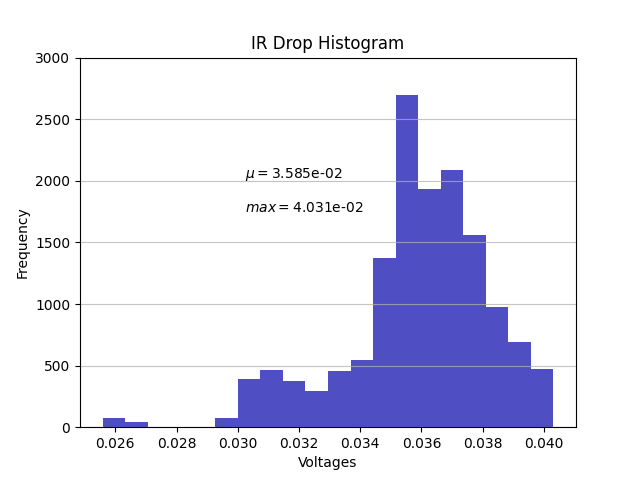 IR Drop Histogram
3000
2500
2000
1500
1000
500
0
Frequency
μ = 3.585e-02
max = 4.031e-02
0.026 0.028 0.030 0.032 0.034 0.036 0.038 0.040
Voltages